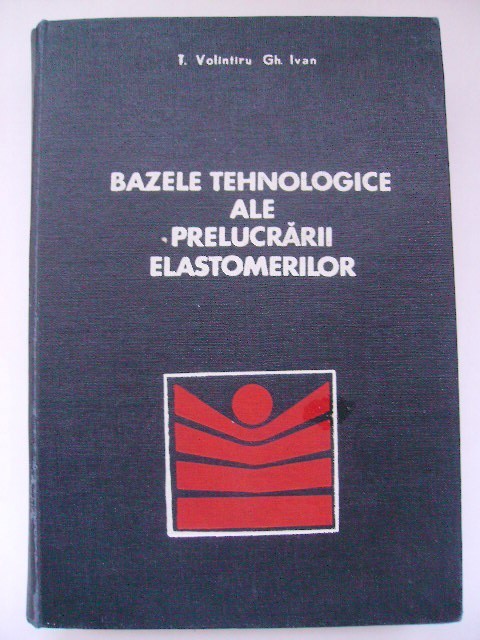 T. Volintiru Gh. Ivan
BAZELE TEHNOLOGICE
ALE
PRELUCRĂRII
ELASTOMERILOR